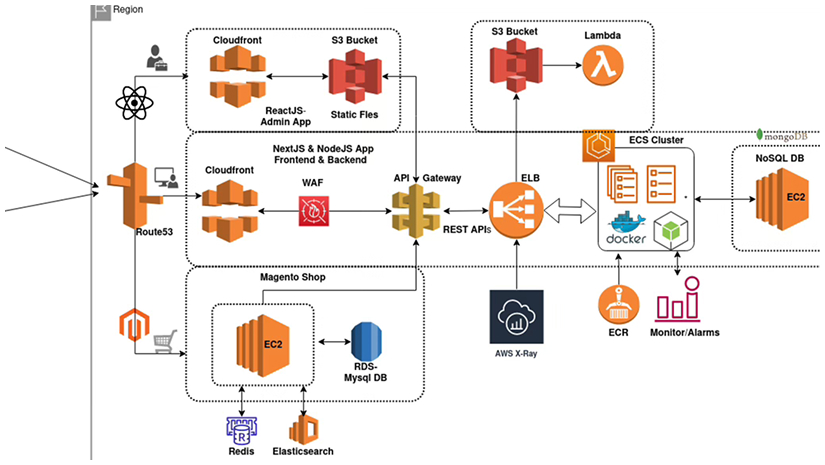 Region
Cloudfront
S3 Bucket
ReactJS-
Admin App
Static Fles
S3 Bucket
Lambda
NextJS & NodeJS App
Frontend & Backend
Cloudfront
WAF
API Gateway
REST APIs
ELB
ECS Cluster
docker
mongoDB
NoSQL DB
EC2
Route53
Magento Shop
EC2
RDS-
Mysql DB
AWS X-Ray
ECR
Monitor/Alarms
R
Redis
Elasticsearch